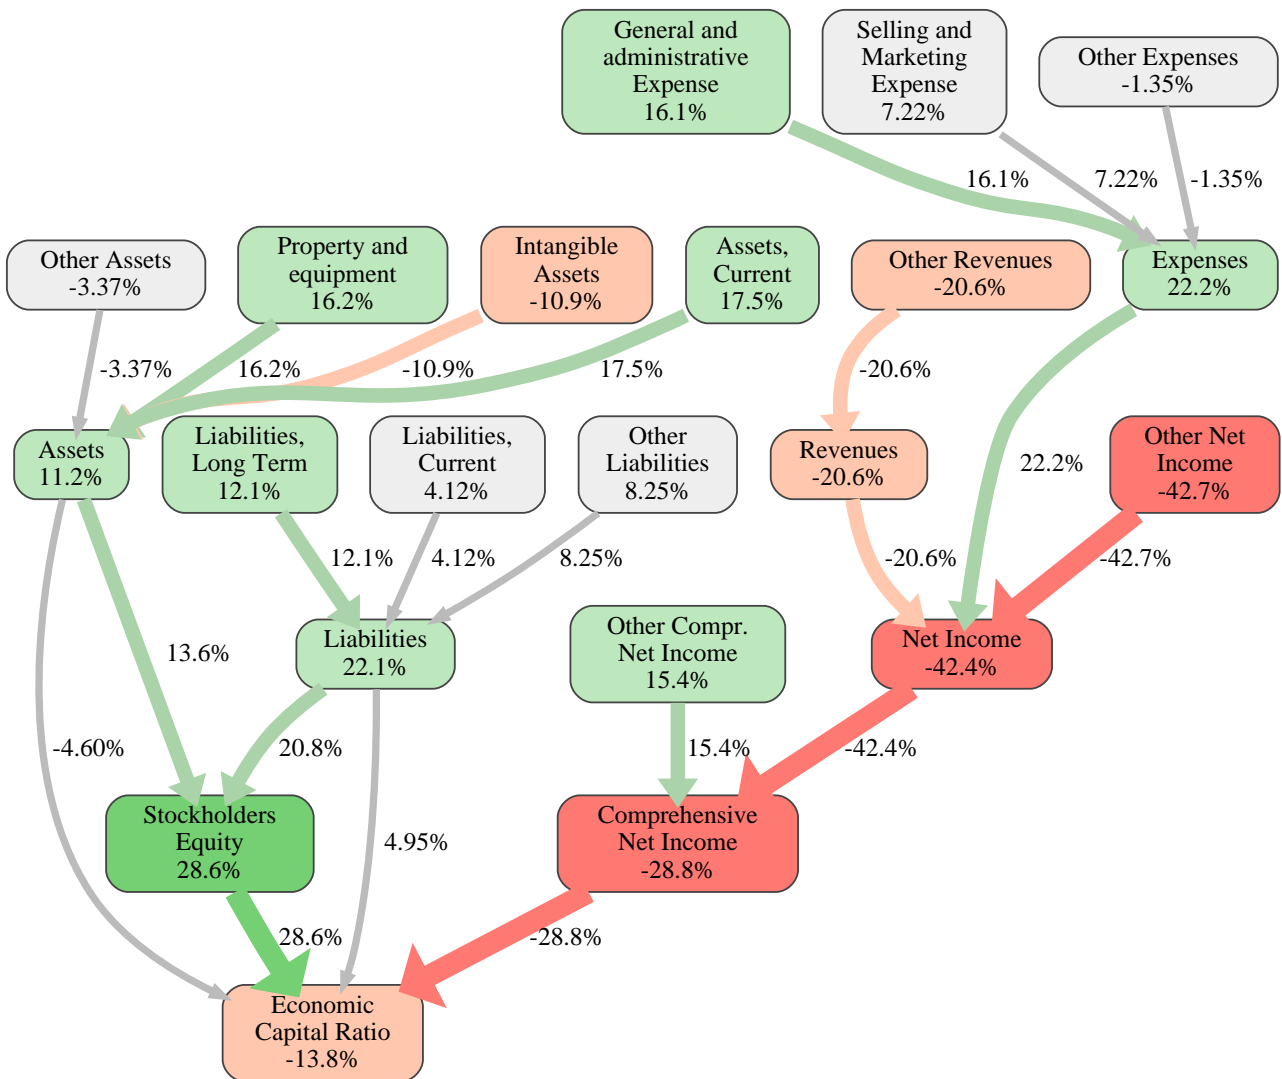 General and
administrative
Expense
16.1%
Selling and
Marketing
Expense
7.22%
Other Expenses
-1.35%
16.1%
7.22%
-1.35%
Other Assets
-3.37%
Property and
equipment
16.2%
Intangible
Assets
-10.9%
Assets,
Current
17.5%
Other Revenues
-20.6%
Expenses
22.2%
-3.37%
16.2%
-10.9%
17.5%
-20.6%
Assets
11.2%
Liabilities,
Long Term
12.1%
Liabilities,
Current
4.12%
Other
Liabilities
8.25%
Revenues
-20.6%
22.2%
Other Net
Income
-42.7%
12.1%
4.12%
8.25%
-20.6%
-42.7%
13.6%
Liabilities
22.1%
Other Compr.
Net Income
15.4%
Net Income
-42.4%
-4.60%
20.8%
15.4%
-42.4%
Stockholders
Equity
28.6%
4.95%
Comprehensive
Net Income
-28.8%
28.6%
-28.8%
Economic
Capital Ratio
-13.8%